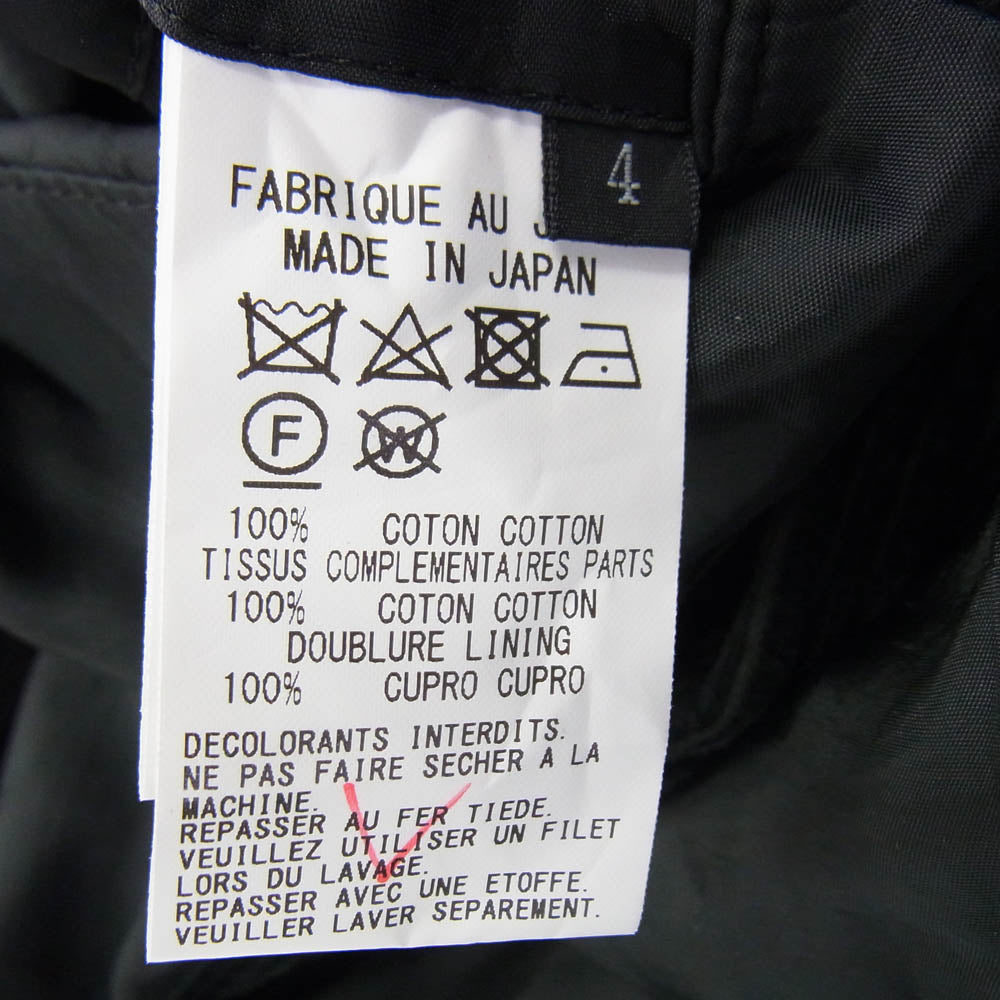 4
FABRIQUE AU J
MADE IN JAPAN
F
W
100% COTON COTTON
TISSUS COMPLEMENTAIRES PARTS
100% COTON COTTON
DOUBLURE LINING
100% CUPRO CUPRO
DECOLORANTS INTERDITS.
NE PAS FAIRE SECHER A LA
MACHINE.
REPASSER AU FER TIEDE.
VEUILLEZ UTILISER UN FILET
LORS DU LAVAGE.
REPASSER AVEC UNE ETOFFE.
VEUILLER LAVER SEPAREMENT.